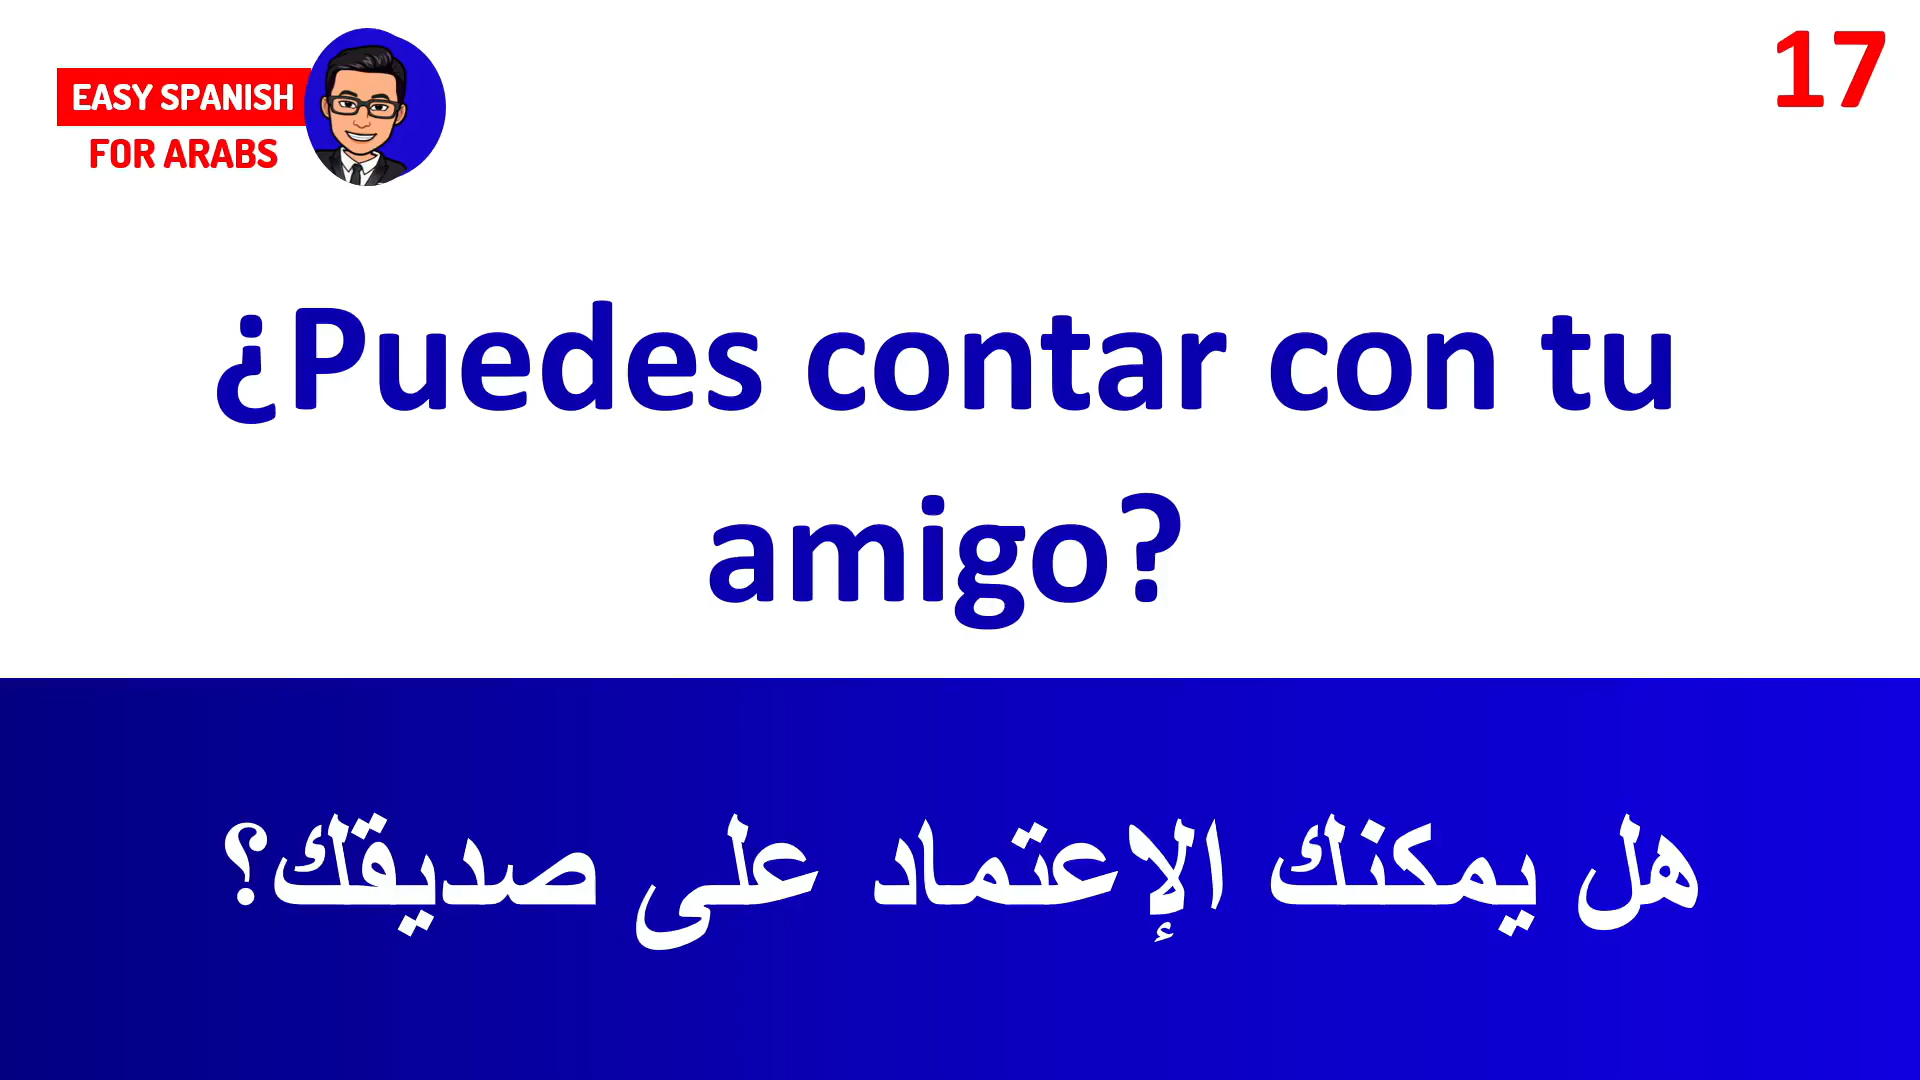 EASY SPANISH
FOR ARABS
17
¿Puedes contar con tu
amigo?
هل يمكنك الإعتماد على صديقك؟